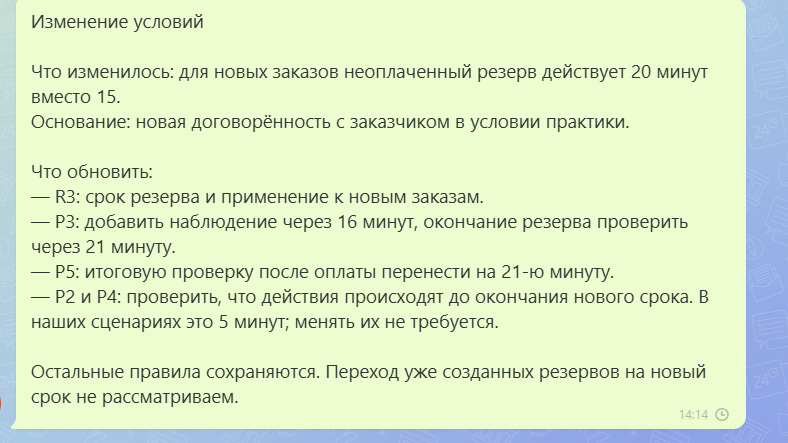 Изменение условий
Что изменилось: для новых заказов неоплаченный резерв действует 20 минут
вместо 15.
Основание: новая договорённость с заказчиком в условии практики.
Что обновить:
— R3: срок резерва и применение к новым заказам.
— P3: добавить наблюдение через 16 минут, окончание резерва проверить
через 21 минуту.
— P5: итоговую проверку после оплаты перенести на 21-ю минуту.
— P2 и P4: проверить, что действия происходят до окончания нового срока. В
наших сценариях это 5 минут; менять их не требуется.
Остальные правила сохраняются. Переход уже созданных резервов на новый
срок не рассматриваем.
14:14